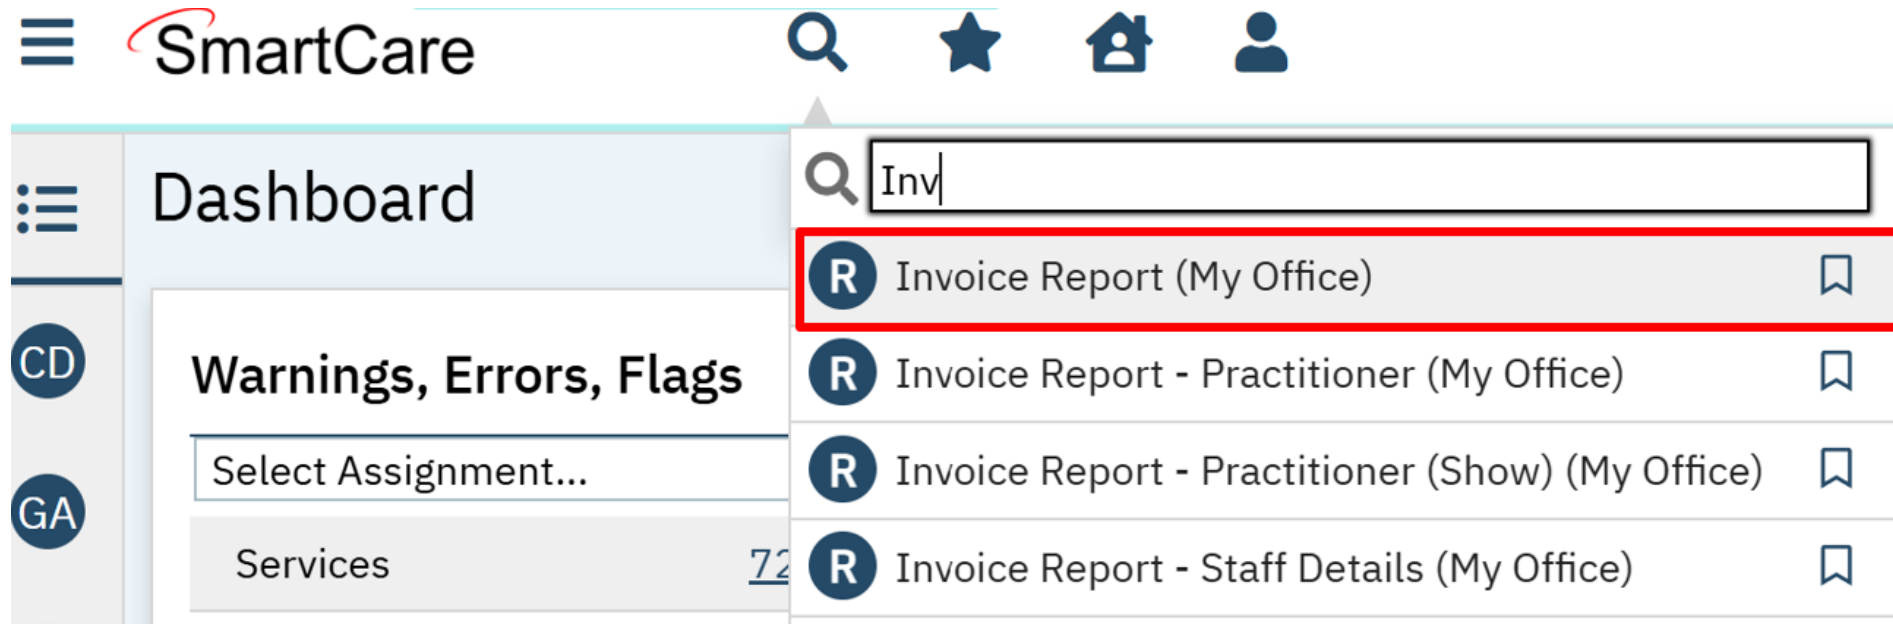 SmartCare
Dashboard
Inv
R Invoice Report (My Office)
CD
Warnings, Errors, Flags
R Invoice Report - Practitioner (My Office)
Select Assignment...
R Invoice Report - Practitioner (Show) (My Office)
GA
Services
R Invoice Report - Staff Details (My Office)